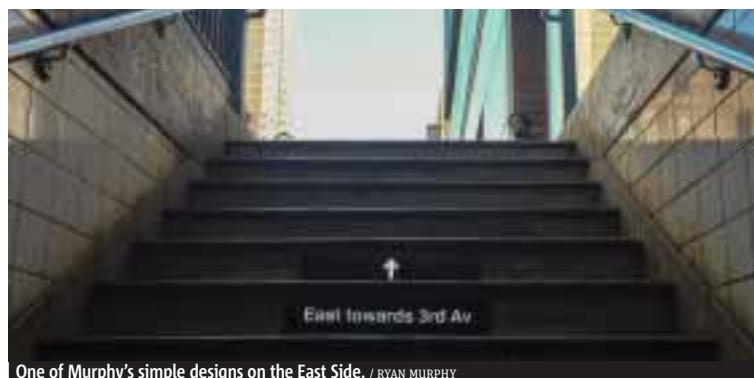 ↑
East towards 3rd Av
One of Murphy's simple designs on the East Side. / RYAN MURPHY